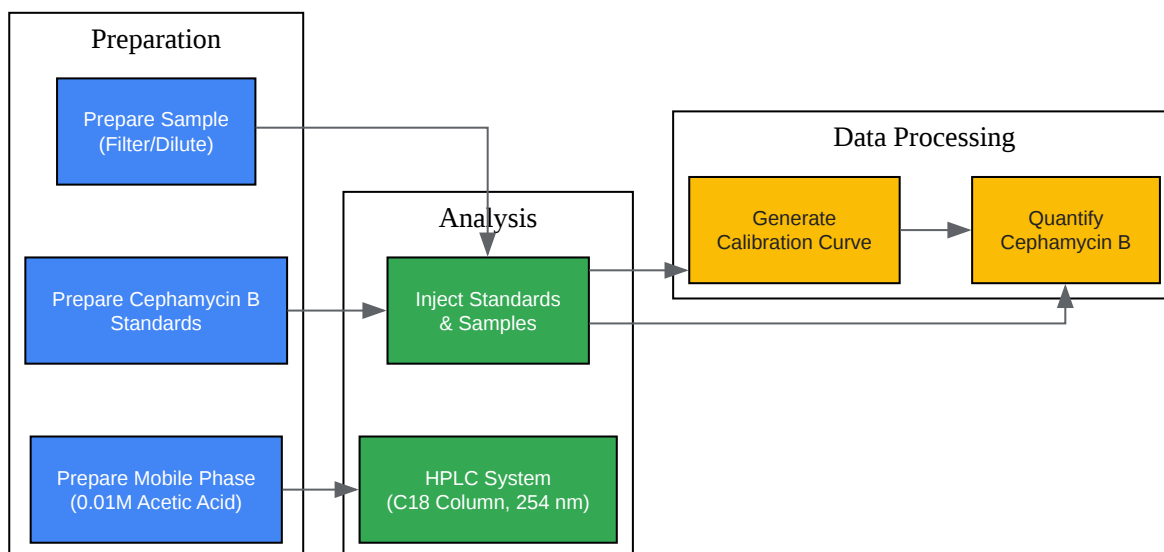 Preparation
Prepare Sample
(Filter/Dilute)
Prepare Cephamycin B
Standards
Prepare Mobile Phase
(0.01M Acetic Acid)
Analysis
Inject Standards
& Samples
HPLC System
(C18 Column, 254 nm)
Data Processing
Generate
Calibration Curve
Quantify
Cephamycin B